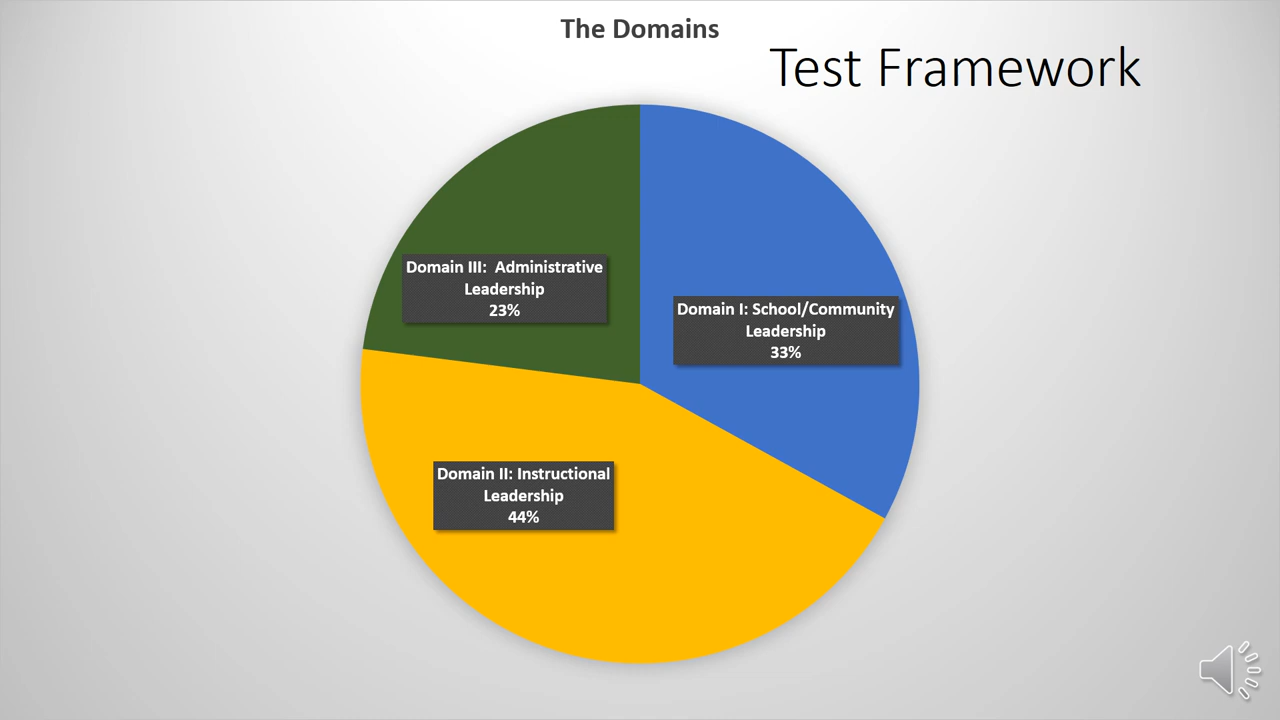 The Domains
Test Framework
Domain III:  Administrative
Leadership
23%
Domain I: School/Community
Leadership
33%
Domain II: Instructional
Leadership
44%